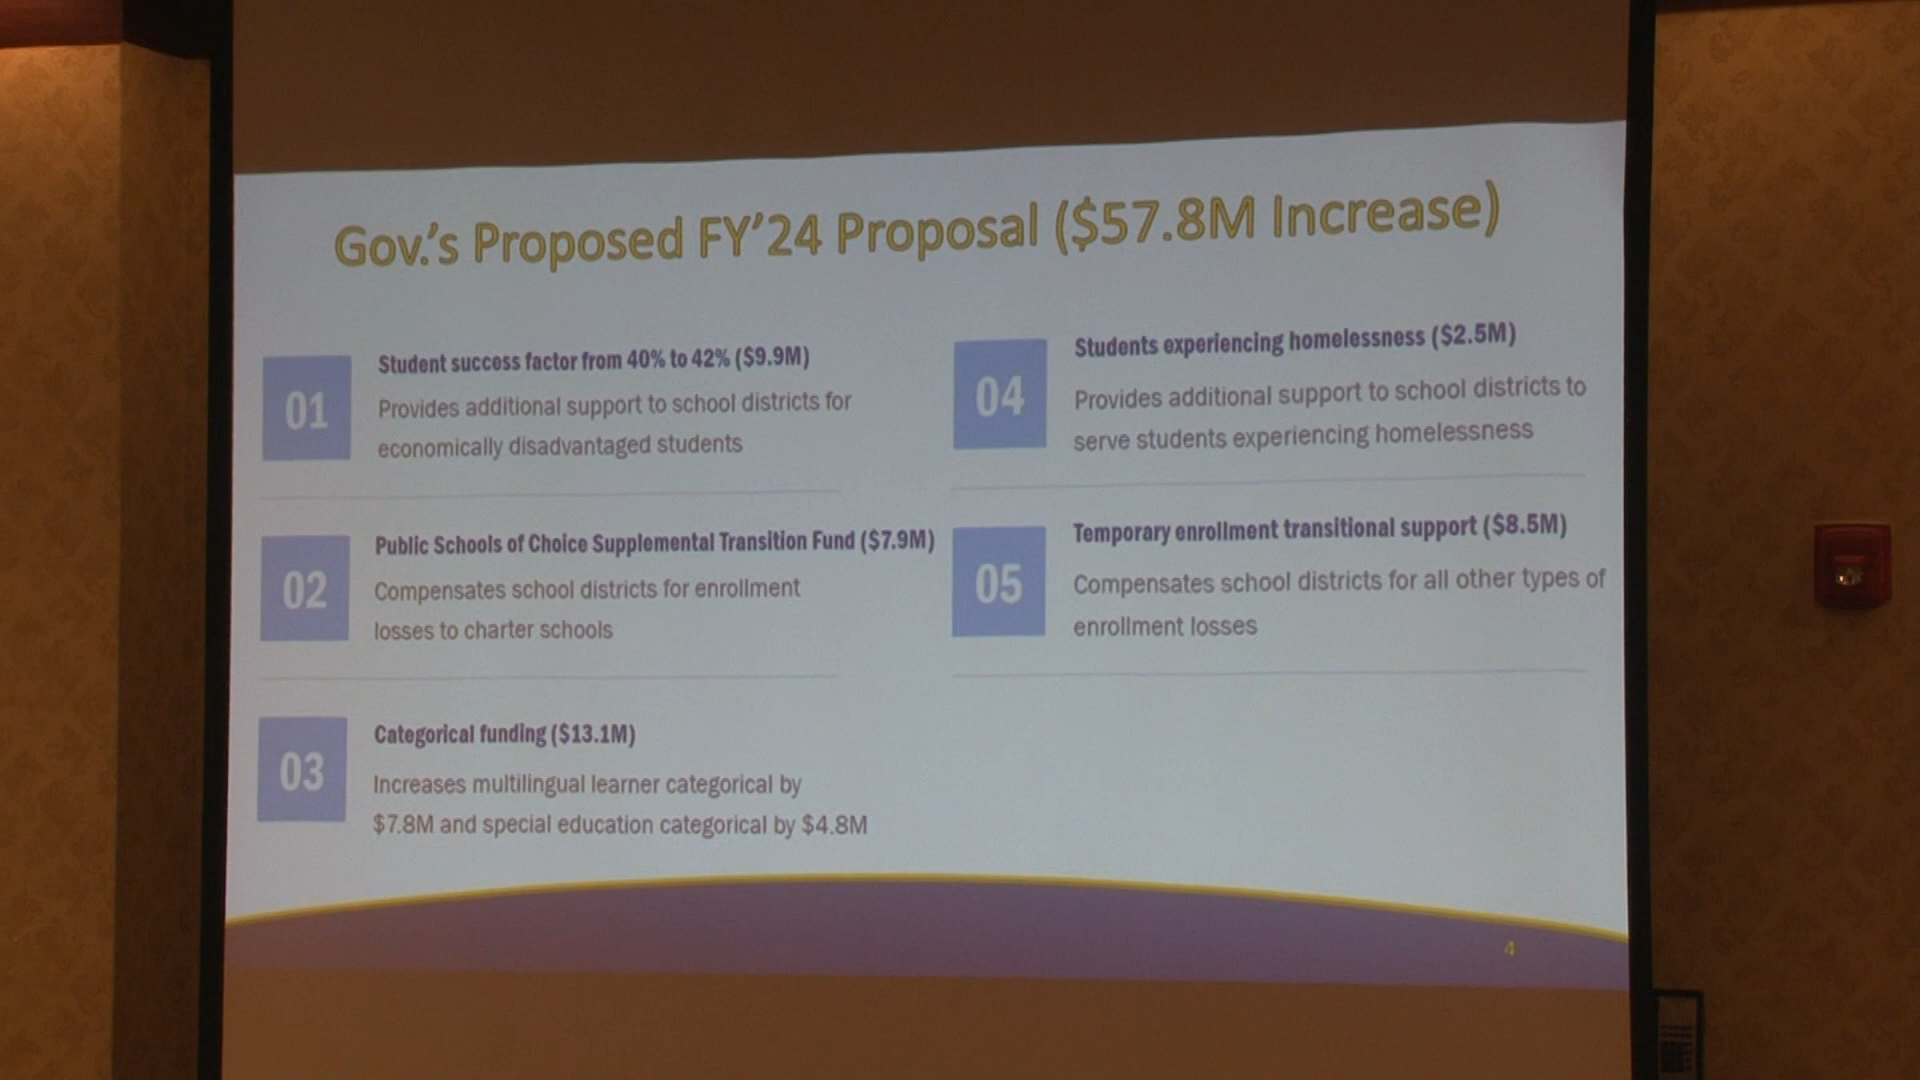 Gov.'s Proposed FY'24 Proposal ($57.8M Increase)
01
Student success factor from 40% to 42% ($9.9M)
Provides additional support to school districts for
economically disadvantaged students
02
Public Schools of Choice Supplemental Transition Fund ($7.9M)
Compensates school districts for enrollment
losses to charter schools
03
Categorical funding ($13.1M)
Increases multilingual learner categorical by
$7.8M and special education categorical by $4.8M
04
Students experiencing homelessness ($2.5M)
Provides additional support to school districts to
serve students experiencing homelessness
05
Temporary enrollment transitional support ($8.5M)
Compensates school districts for all other types of
enrollment losses
4